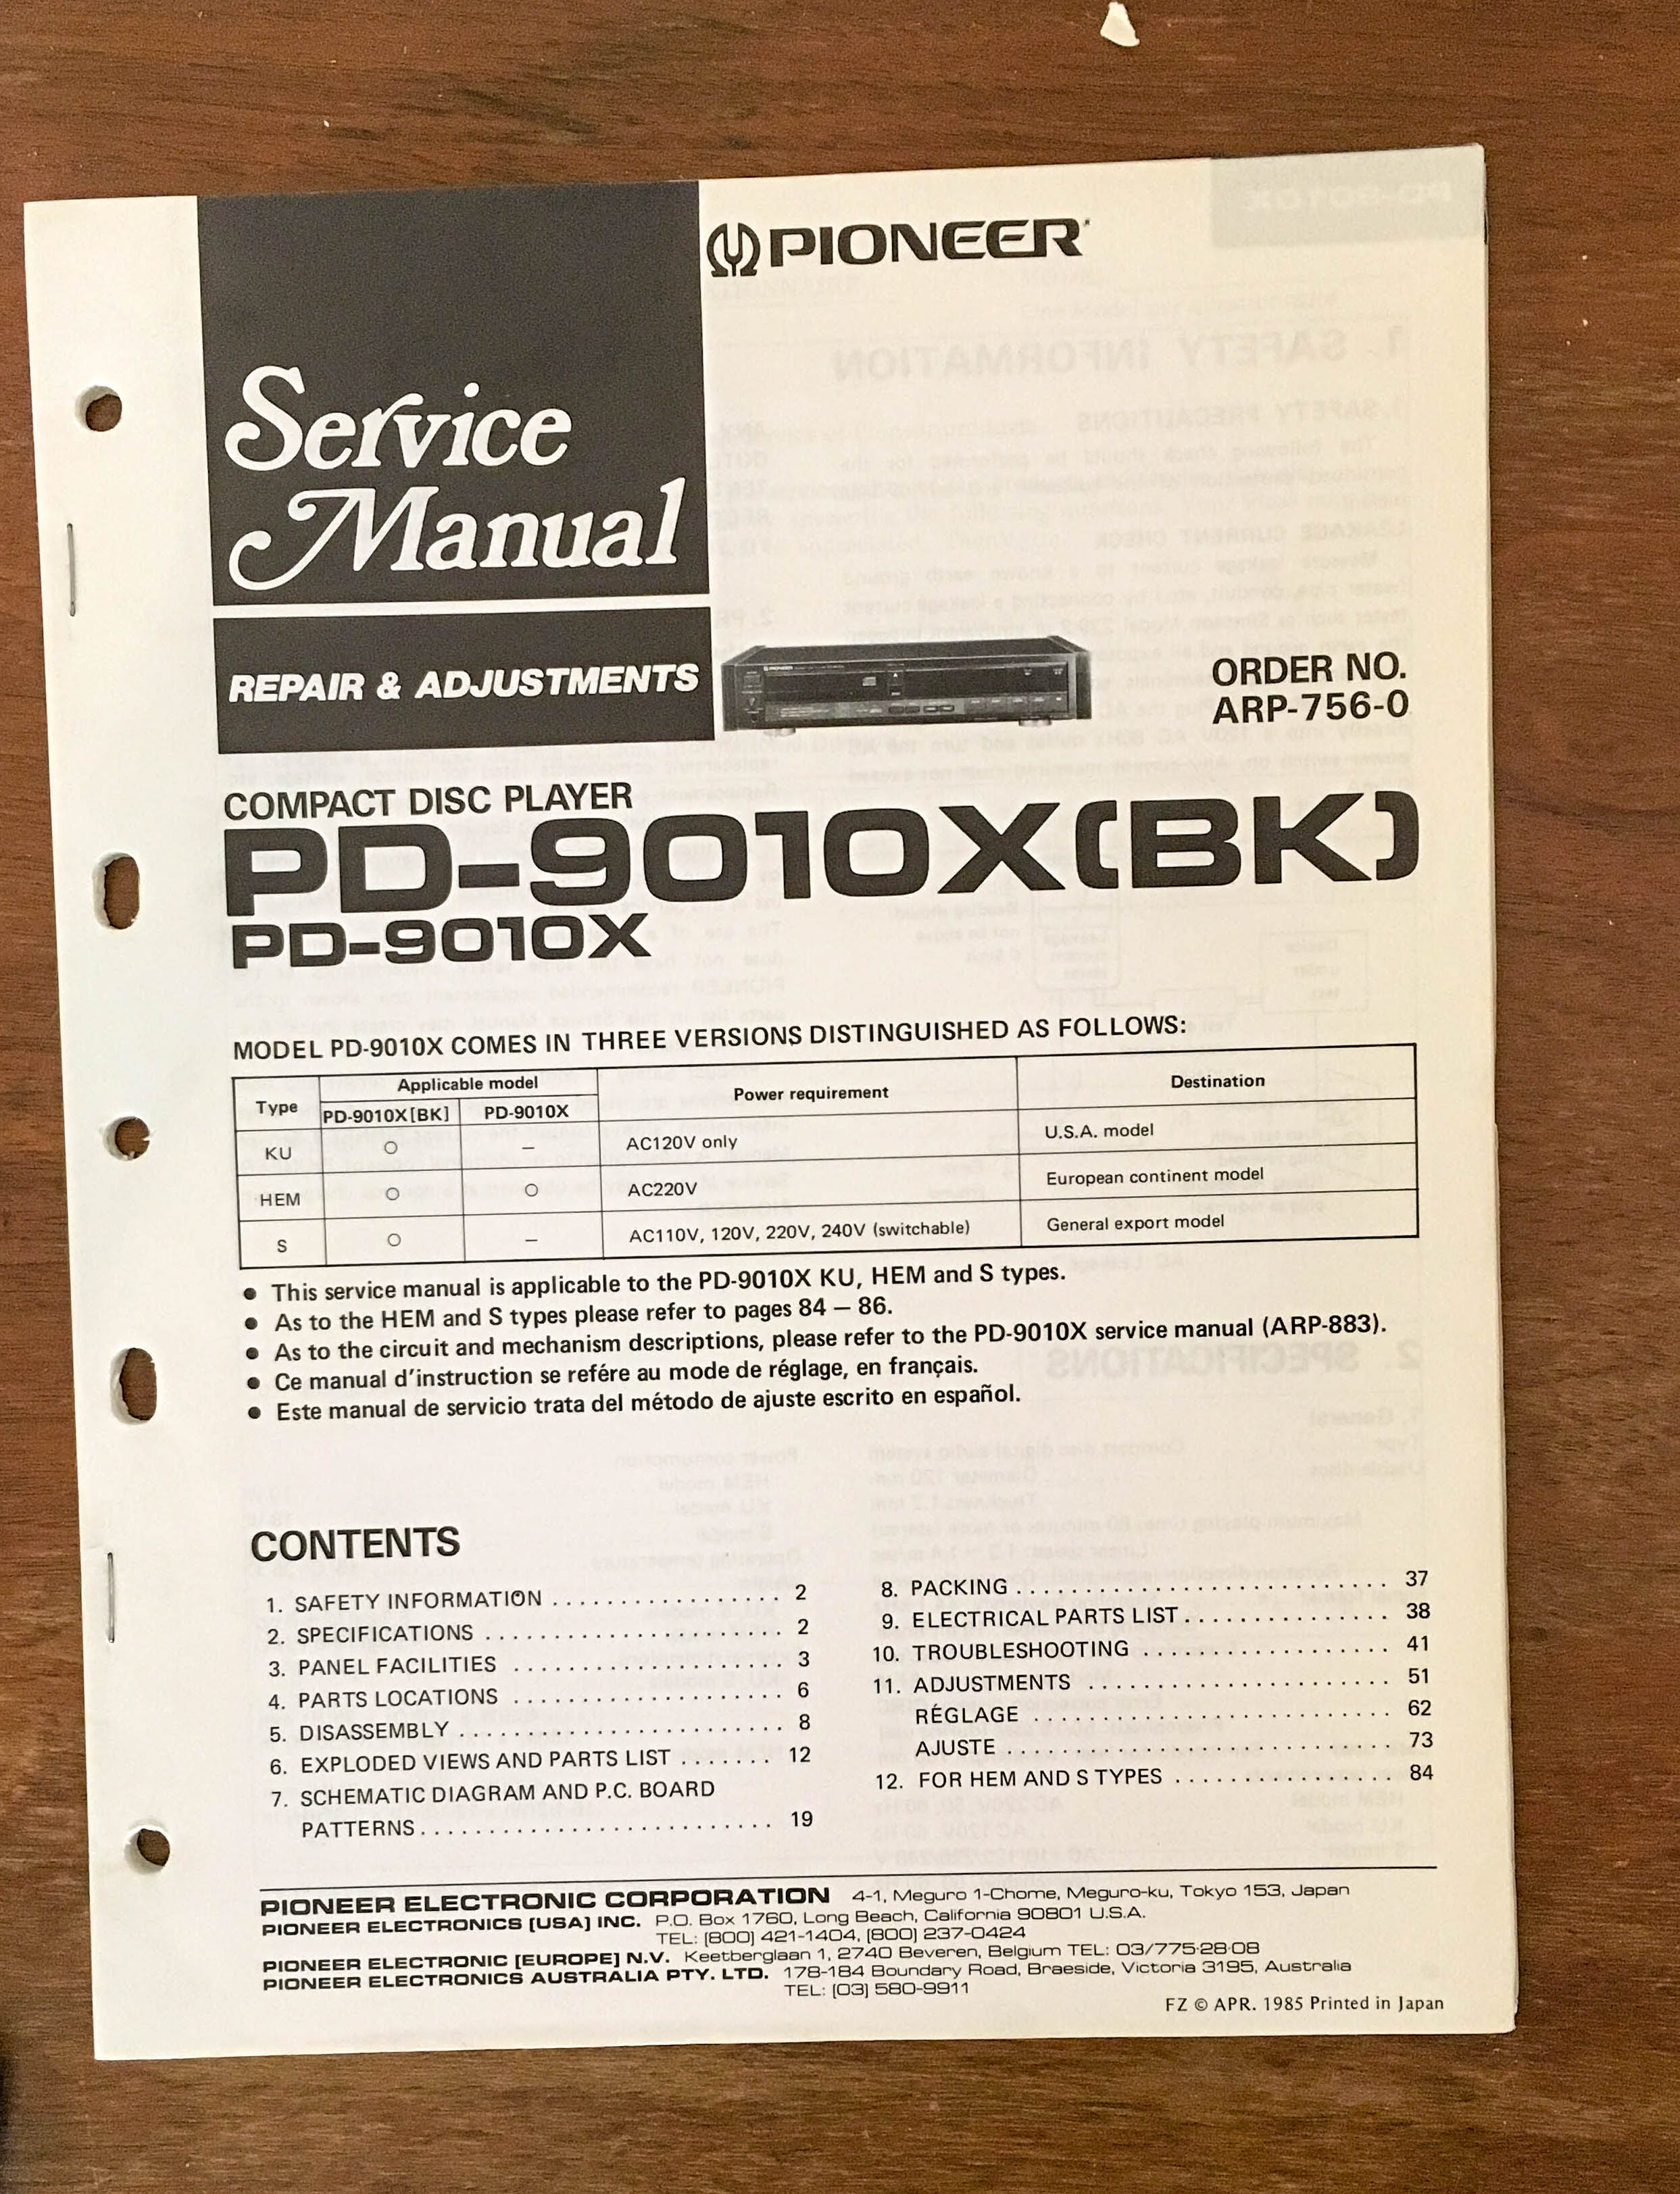 PIONEER
Service
Manual
REPAIR & ADJUSTMENTS
ORDER NO.
ARP-756-0
COMPACT DISC PLAYER
PD-9010X(BK)
PD-9010X
MODEL PD-9010X COMES IN THREE VERSIONS DISTINGUISHED AS FOLLOWS:
Type Applicable model Power requirement Destination
PD-9010X[BK] PD-9010X
KU ○ – AC120V only U.S.A. model
HEM ○ ○ AC220V European continent model
S ○ – AC110V, 120V, 220V, 240V (switchable) General export model
● This service manual is applicable to the PD-9010X KU, HEM and S types.
● As to the HEM and S types please refer to pages 84 – 86.
● As to the circuit and mechanism descriptions, please refer to the PD-9010X service manual (ARP-883).
● Ce manual d'instruction se refére au mode de réglage, en français.
● Este manual de servicio trata del método de ajuste escrito en español.
CONTENTS
1. SAFETY INFORMATION . . . . . . . . . . . . . . . . . 2
2. SPECIFICATIONS . . . . . . . . . . . . . . . . . . . . . . 2
3. PANEL FACILITIES . . . . . . . . . . . . . . . . . . . . 3
4. PARTS LOCATIONS . . . . . . . . . . . . . . . . . . . . 6
5. DISASSEMBLY . . . . . . . . . . . . . . . . . . . . . . . . 8
6. EXPLODED VIEWS AND PARTS LIST . . . . . . . 12
7. SCHEMATIC DIAGRAM AND P.C. BOARD
PATTERNS . . . . . . . . . . . . . . . . . . . . . . . . . . 19
8. PACKING . . . . . . . . . . . . . . . . . . . . . . . . . . . 37
9. ELECTRICAL PARTS LIST . . . . . . . . . . . . . . . 38
10. TROUBLESHOOTING . . . . . . . . . . . . . . . . . . 41
11. ADJUSTMENTS . . . . . . . . . . . . . . . . . . . . . . 51
RÉGLAGE . . . . . . . . . . . . . . . . . . . . . . . . . . 62
AJUSTE . . . . . . . . . . . . . . . . . . . . . . . . . . . . 73
12. FOR HEM AND S TYPES . . . . . . . . . . . . . . . . 84
PIONEER ELECTRONIC CORPORATION 4-1, Meguro 1-Chome, Meguro-ku, Tokyo 153, Japan
PIONEER ELECTRONICS [USA] INC. P.O. Box 1760, Long Beach, California 90801 U.S.A.
TEL: [800] 421-1404, [800] 237-0424
PIONEER ELECTRONIC [EUROPE] N.V. Keetberglaan 1, 2740 Beveren, Belgium TEL: 03/775·28·08
PIONEER ELECTRONICS AUSTRALIA PTY. LTD. 178-184 Boundary Road, Braeside, Victoria 3195, Australia
TEL: [03] 580-9911
FZ © APR. 1985 Printed in Japan